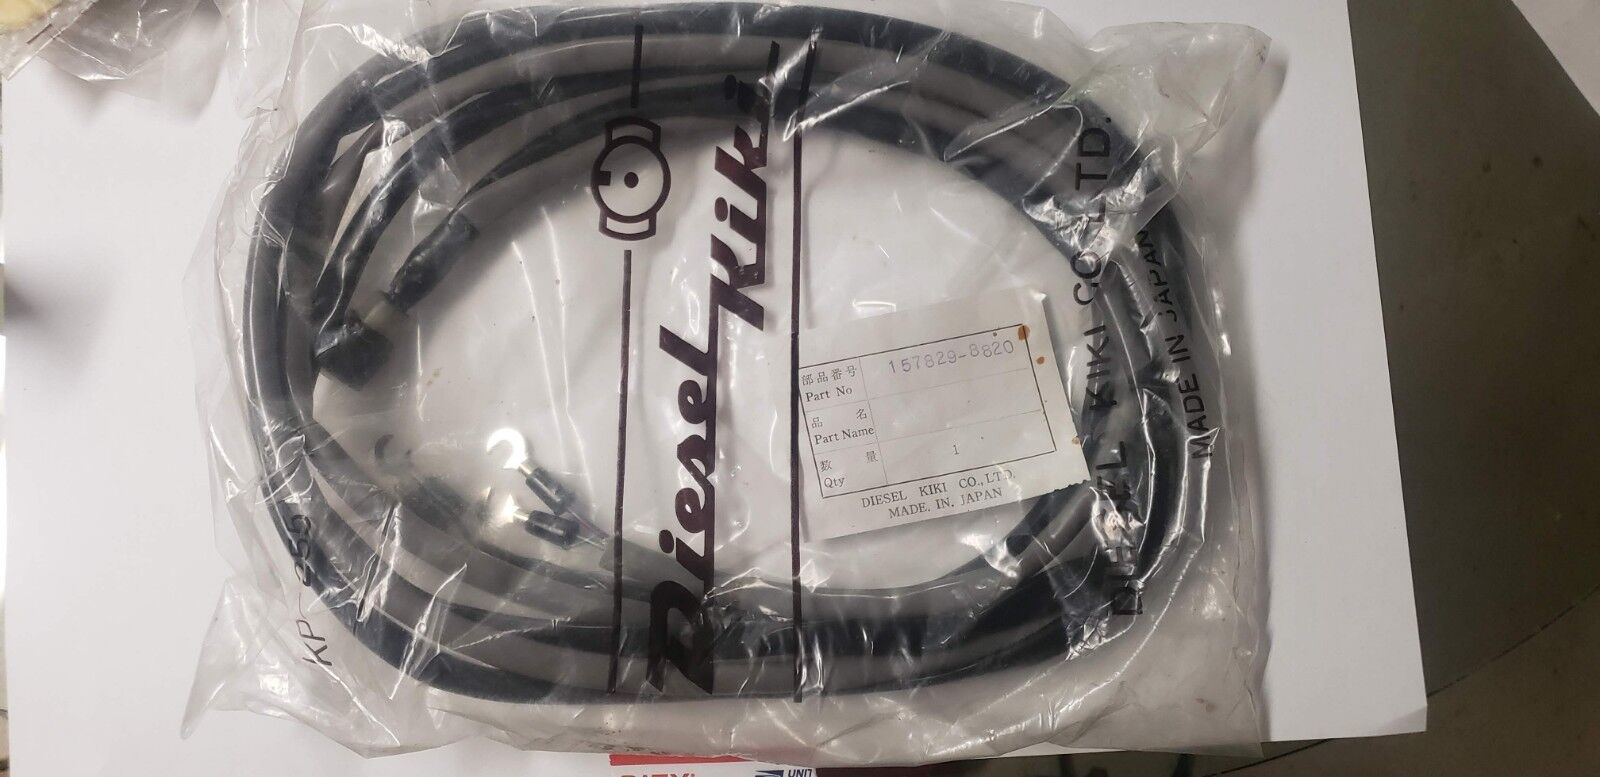 Diesel Kiki
DIESEL KIKI CO.,LTD.
MADE IN JAPAN
部品番号 157829-8820
Part No
品 名
Part Name
数 量 1
Qty
DIESEL KIKI CO., LTD.
MADE. IN. JAPAN